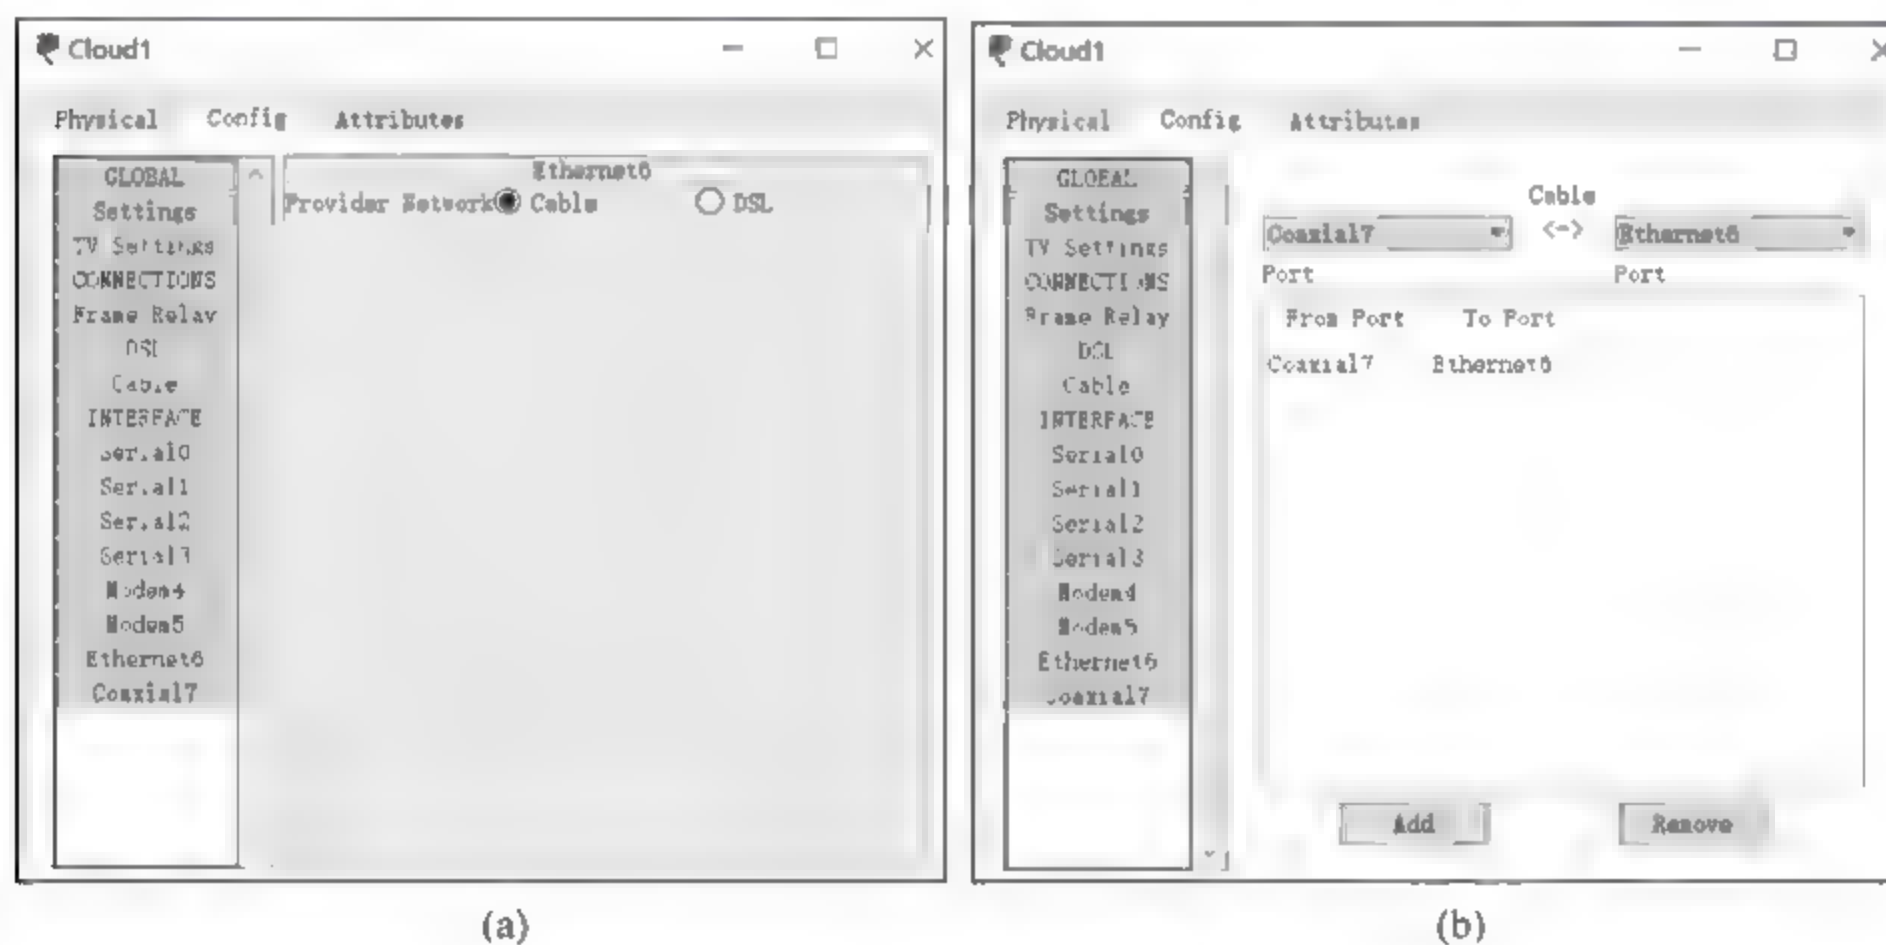 Cloud1
Physical Config Attributes
GLOBAL
Settings
TV Settings
CONNECTIONS
Frame Relay
DSL
Cable
INTERFACE
Serial0
Serial1
Serial2
Serial3
Modem4
Modem5
Ethernet6
Coaxial7
Ethernet6
Provider Network Cable DSL
(a)
Cloud1
Physical Config Attributes
GLOBAL
Settings
TV Settings
CONNECTIONS
Frame Relay
DSL
Cable
INTERFACE
Serial0
Serial1
Serial2
Serial3
Modem4
Modem5
Ethernet6
Coaxial7
Cable
Coaxial7 <-> Ethernet6
Port Port
From Port To Port
Coaxial7 Ethernet6
Add Remove
(b)